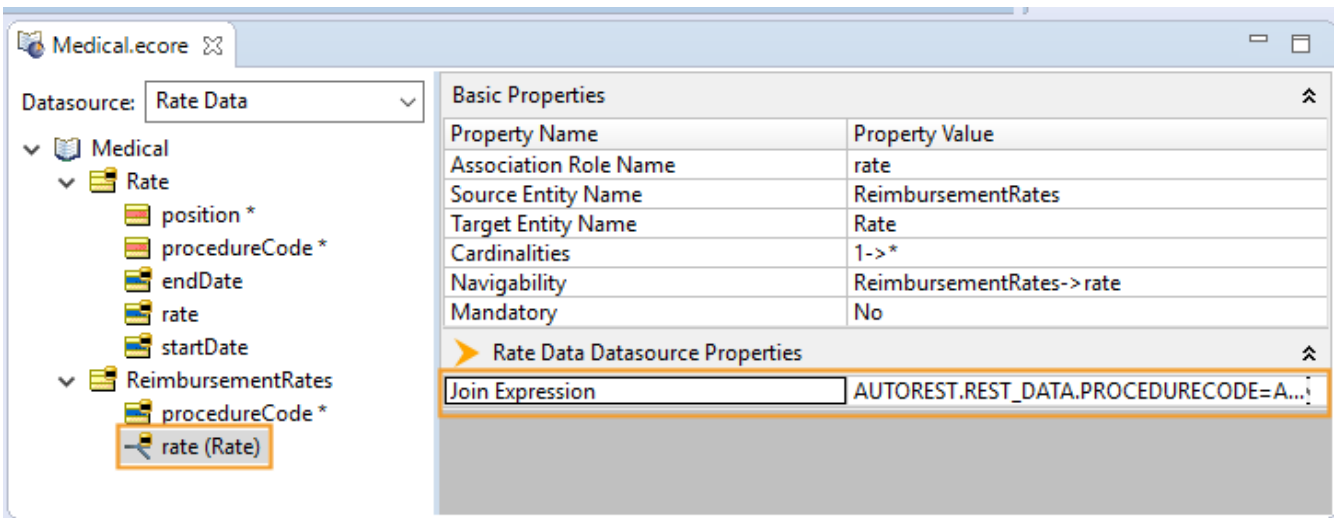 Medical.ecore
Datasource: Rate Data
Medical
Rate
position *
procedureCode *
endDate
rate
startDate
ReimbursementRates
procedureCode *
rate (Rate)
Basic Properties
Property Name Property Value
Association Role Name rate
Source Entity Name ReimbursementRates
Target Entity Name Rate
Cardinalities 1->*
Navigability ReimbursementRates->rate
Mandatory No
Rate Data Datasource Properties
Join Expression AUTOREST.REST_DATA.PROCEDURECODE=A...